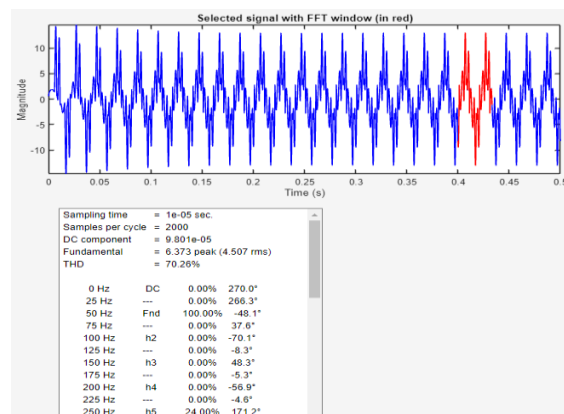 Selected signal with FFT window (in red)
10
5
0
-5
-10
Magnitude
0 0.05 0.1 0.15 0.2 0.25 0.3 0.35 0.4 0.45 0.5
Time (s)
Sampling time = 1e-05 sec.
Samples per cycle = 2000
DC component = 9.801e-05
Fundamental = 6.373 peak (4.507 rms)
THD = 70.26%
0 Hz DC 0.00% 270.0°
25 Hz --- 0.00% 266.3°
50 Hz Fnd 100.00% -48.1°
75 Hz --- 0.00% 37.6°
100 Hz h2 0.00% -70.1°
125 Hz --- 0.00% -8.3°
150 Hz h3 0.00% 48.3°
175 Hz --- 0.00% -5.3°
200 Hz h4 0.00% -56.9°
225 Hz --- 0.00% -4.6°
250 Hz h5 24.00% 171.2°